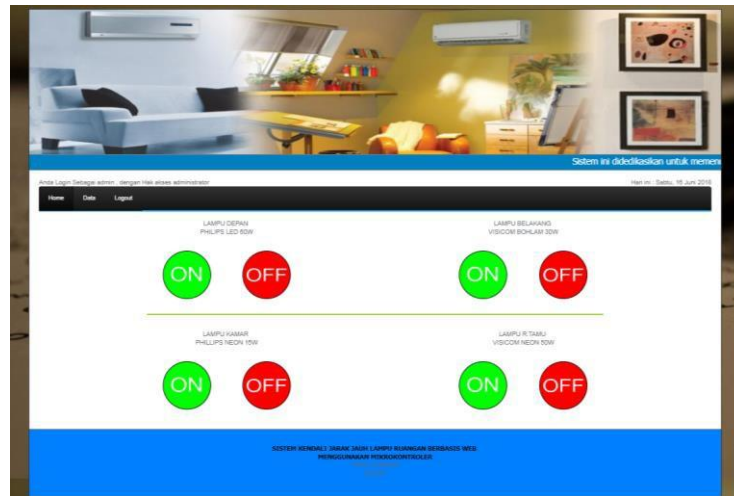 Sistem ini didedikasikan untuk memenu
Anda Login Sebagai admin , dengan Hak akses administrator
Hari ini : Sabtu, 16 Juni 2018
Home Data Logout
LAMPU DEPAN
PHILIPS LED 60W
LAMPU BELAKANG
VISICOM BOHLAM 30W
ON OFF
ON OFF
LAMPU KAMAR
PHILLIPS NEON 15W
LAMPU R.TAMU
VISICOM NEON 50W
ON OFF
ON OFF
SISTEM KENDALI JARAK JAUH LAMPU RUANGAN BERBASIS WEB
MENGGUNAKAN MIKROKONTROLER